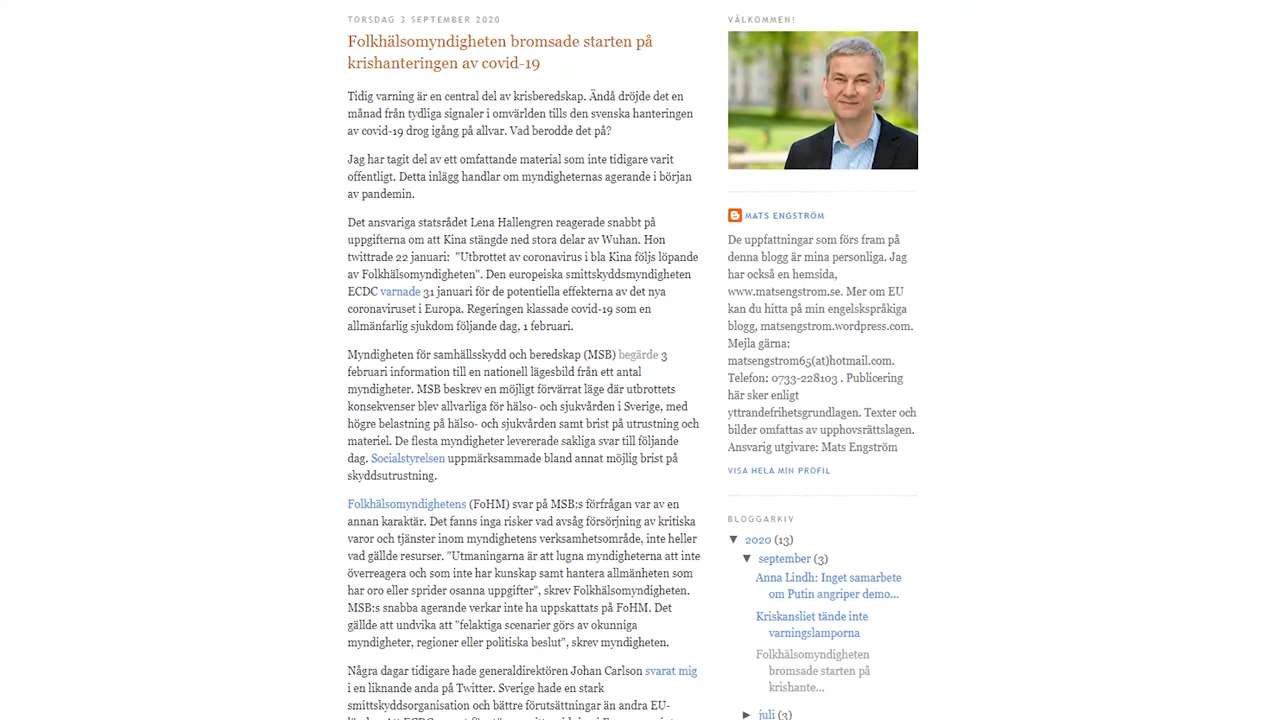 TORSDAG 3 SEPTEMBER 2020
Folkhälsomyndigheten bromsade starten på
krishanteringen av covid-19
Tidig varning är en central del av krisberedskap. Ändå dröjde det en
månad från tydliga signaler i omvärlden tills den svenska hanteringen
av covid-19 drog igång på allvar. Vad berodde det på?
Jag har tagit del av ett omfattande material som inte tidigare varit
offentligt. Detta inlägg handlar om myndigheternas agerande i början
av pandemin.
Det ansvariga statsrådet Lena Hallengren reagerade snabbt på
uppgifterna om att Kina stängde ned stora delar av Wuhan. Hon
twittrade 22 januari:  "Utbrottet av coronavirus i bla Kina följs löpande
av Folkhälsomyndigheten". Den europeiska smittskyddsmyndigheten
ECDC varnade 31 januari för de potentiella effekterna av det nya
coronaviruset i Europa. Regeringen klassade covid-19 som en
allmänfarlig sjukdom följande dag, 1 februari.
Myndigheten för samhällsskydd och beredskap (MSB) begärde 3
februari information till en nationell lägesbild från ett antal
myndigheter. MSB beskrev en möjligt förvärrat läge där utbrottets
konsekvenser blev allvarliga för hälso- och sjukvården i Sverige, med
högre belastning på hälso- och sjukvården samt brist på utrustning och
materiel. De flesta myndigheter levererade sakliga svar till följande
dag. Socialstyrelsen uppmärksammade bland annat möjlig brist på
skyddsutrustning.
Folkhälsomyndighetens (FoHM) svar på MSB:s förfrågan var av en
annan karaktär. Det fanns inga risker vad avsåg försörjning av kritiska
varor och tjänster inom myndighetens verksamhetsområde, inte heller
vad gällde resurser. "Utmaningarna är att lugna myndigheterna att inte
överreagera och som inte har kunskap samt hantera allmänheten som
har oro eller sprider osanna uppgifter", skrev Folkhälsomyndigheten.
MSB:s snabba agerande verkar inte ha uppskattats på FoHM. Det
gällde att undvika att "felaktiga scenarier görs av okunniga
myndigheter, regioner eller politiska beslut", skrev myndigheten.
Några dagar tidigare hade generaldirektören Johan Carlson svarat mig
i en liknande anda på Twitter. Sverige hade en stark
smittskyddsorganisation och bättre förutsättningar än andra EU-
VÄLKOMMEN!
MATS ENGSTRÖM
De uppfattningar som förs fram på
denna blogg är mina personliga. Jag
har också en hemsida,
www.matsengstrom.se. Mer om EU
kan du hitta på min engelskspråkiga
blogg, matsengstrom.wordpress.com.
Mejla gärna:
matsengstrom65(at)hotmail.com.
Telefon: 0733-228103 . Publicering
här sker enligt
yttrandefrihetsgrundlagen. Texter och
bilder omfattas av upphovsrättslagen.
Ansvarig utgivare: Mats Engström
VISA HELA MIN PROFIL
BLOGGARKIV
▼ 2020 (13)
▼ september (3)
Anna Lindh: Inget samarbete
om Putin angriper demo...
Kriskansliet tände inte
varningslamporna
Folkhälsomyndigheten
bromsade starten på
krishante...
► juli (3)